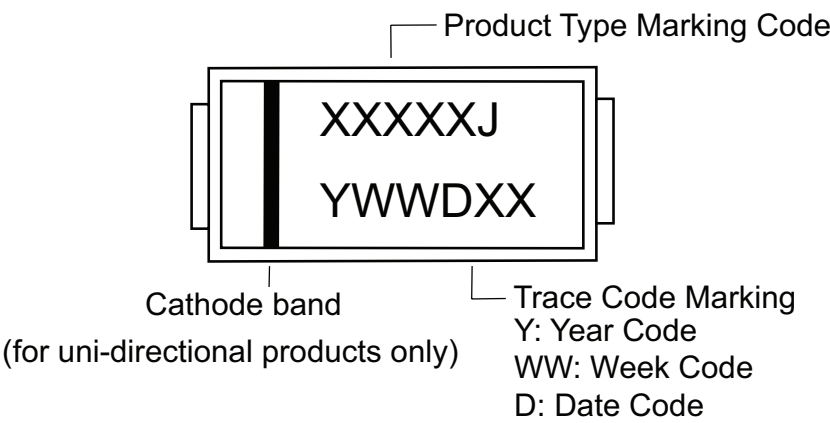 Product Type Marking Code
XXXXXJ
YWWDXX
Cathode band
(for uni-directional products only)
Trace Code Marking
Y: Year Code
WW: Week Code
D: Date Code